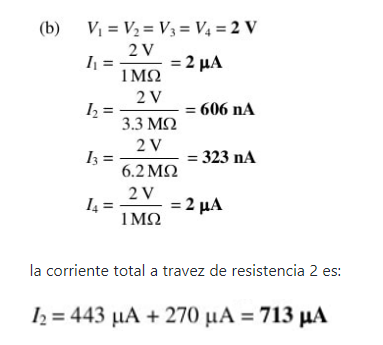 (b) V₁ = V₂ = V₃ = V₄ = 2 V
I₁ = 2 V / 1 MΩ = 2 μA
I₂ = 2 V / 3.3 MΩ = 606 nA
I₃ = 2 V / 6.2 MΩ = 323 nA
I₄ = 2 V / 1 MΩ = 2 μA
la corriente total a travez de resistencia 2 es:
I₂ = 443 μA + 270 μA = 713 μA